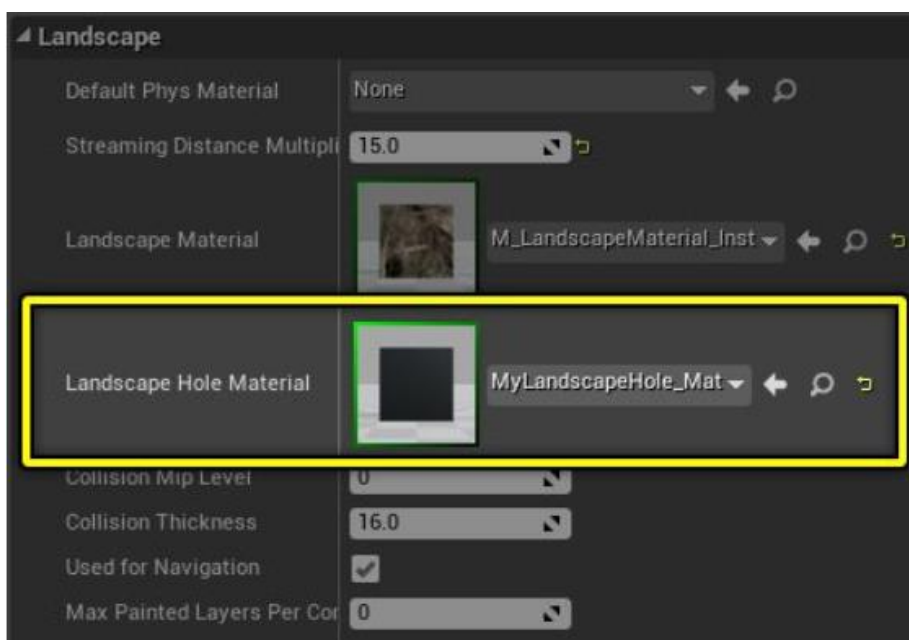 Landscape
Default Phys Material None
Streaming Distance Multipli 15.0
Landscape Material M_LandscapeMaterial_Inst
Landscape Hole Material MyLandscapeHole_Mat
Collision Mip Level 0
Collision Thickness 16.0
Used for Navigation
Max Painted Layers Per Cor 0